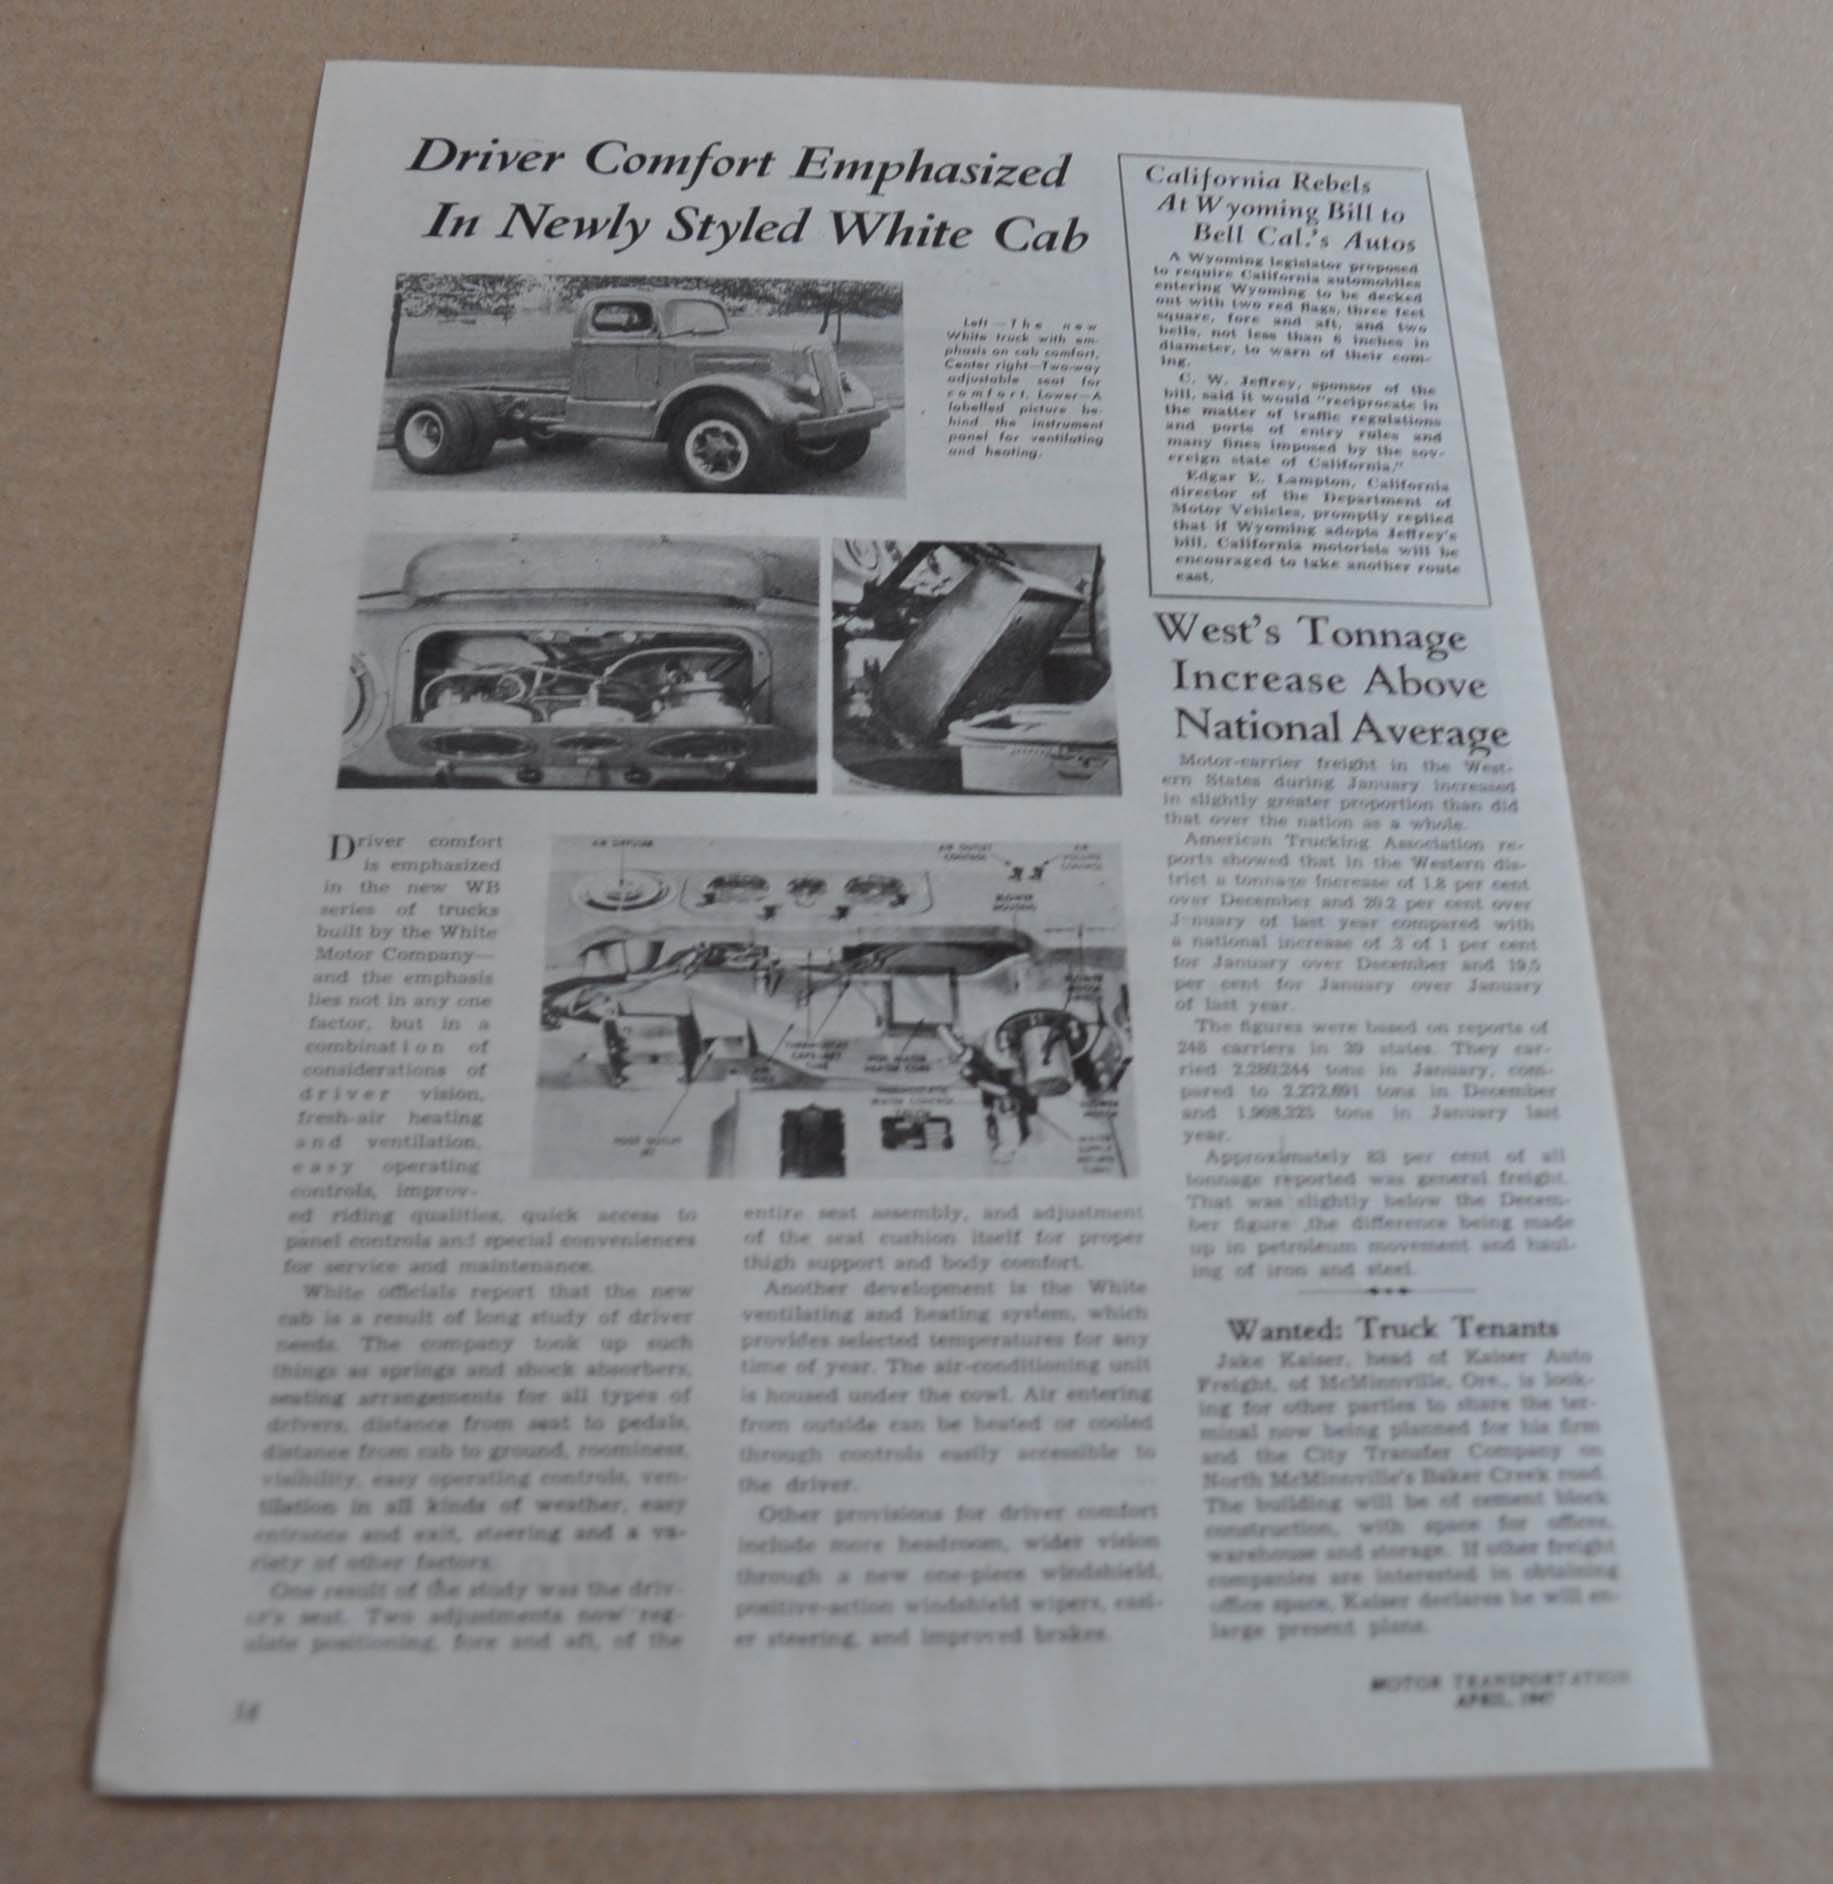 Driver Comfort Emphasized
In Newly Styled White Cab
Left—The new
White truck with em-
phasis on cab comfort.
Center right—Two-way
adjustable seat for
comfort. Lower—A
labelled picture be-
hind the instrument
panel for ventilating
and heating.
Driver comfort
is emphasized
in the new WB
series of trucks
built by the White
Motor Company—
and the emphasis
lies not in any one
factor, but in a
combination of
considerations of
driver vision,
fresh-air heating
and ventilation,
easy operating
controls, improv-
ed riding qualities, quick access to
panel controls and special conveniences
for service and maintenance.
White officials report that the new
cab is a result of long study of driver
needs. The company took up such
things as springs and shock absorbers,
seating arrangements for all types of
drivers, distance from seat to pedals,
distance from cab to ground, roominess,
visibility, easy operating controls, ven-
tilation in all kinds of weather, easy
entrance and exit, steering and a va-
riety of other factors.
One result of the study was the driv-
er's seat. Two adjustments now reg-
ulate positioning, fore and aft, of the
AIR DIFFUSER
AIR OUTLET
CONTROL
AIR
VOLUME
CONTROL
BLOWER
HOUSING
FOOT OUTLET
entire seat assembly, and adjustment
of the seat cushion itself for proper
thigh support and body comfort.
Another development is the White
ventilating and heating system, which
provides selected temperatures for any
time of year. The air-conditioning unit
is housed under the cowl. Air entering
from outside can be heated or cooled
through controls easily accessible to
the driver.
Other provisions for driver comfort
include more headroom, wider vision
through a new one-piece windshield,
positive-action windshield wipers, easi-
er steering, and improved brakes.
California Rebels
At Wyoming Bill to
Bell Cal.'s Autos
A Wyoming legislator proposed
to require California automobiles
entering Wyoming to be decked
out with two red flags, three feet
square, fore and aft, and two
bells, not less than 6 inches in
diameter, to warn of their com-
ing.
C. W. Jeffrey, sponsor of the
bill, said it would "reciprocate in
the matter of traffic regulations
and ports of entry rules and
many fines imposed by the sov-
ereign state of California."
Edgar E. Lampton, California
director of the Department of
Motor Vehicles, promptly replied
that if Wyoming adopts Jeffrey's
bill, California motorists will be
encouraged to take another route
east.
West's Tonnage
Increase Above
National Average
Motor-carrier freight in the West-
ern States during January increased
in slightly greater proportion than did
that over the nation as a whole.
American Trucking Association re-
ports showed that in the Western dis-
trict a tonnage increase of 1.8 per cent
over December and 20.2 per cent over
January of last year compared with
a national increase of .3 of 1 per cent
for January over December and 19.5
per cent for January over January
of last year.
The figures were based on reports of
248 carriers in 39 states. They car-
ried 2,280,244 tons in January, com-
pared to 2,272,691 tons in December
and 1,908,325 tons in January last
year.
Approximately 83 per cent of all
tonnage reported was general freight.
That was slightly below the Decem-
ber figure ,the difference being made
up in petroleum movement and haul-
ing of iron and steel.
Wanted: Truck Tenants
Jake Kaiser, head of Kaiser Auto
Freight, of McMinnville, Ore., is look-
ing for other parties to share the ter-
minal now being planned for his firm
and the City Transfer Company on
North McMinnville's Baker Creek road.
The building will be of cement block
construction, with space for offices,
warehouse and storage. If other freight
companies are interested in obtaining
office space, Kaiser declares he will en-
large present plans.
MOTOR TRANSPORTATION
APRIL, 1947